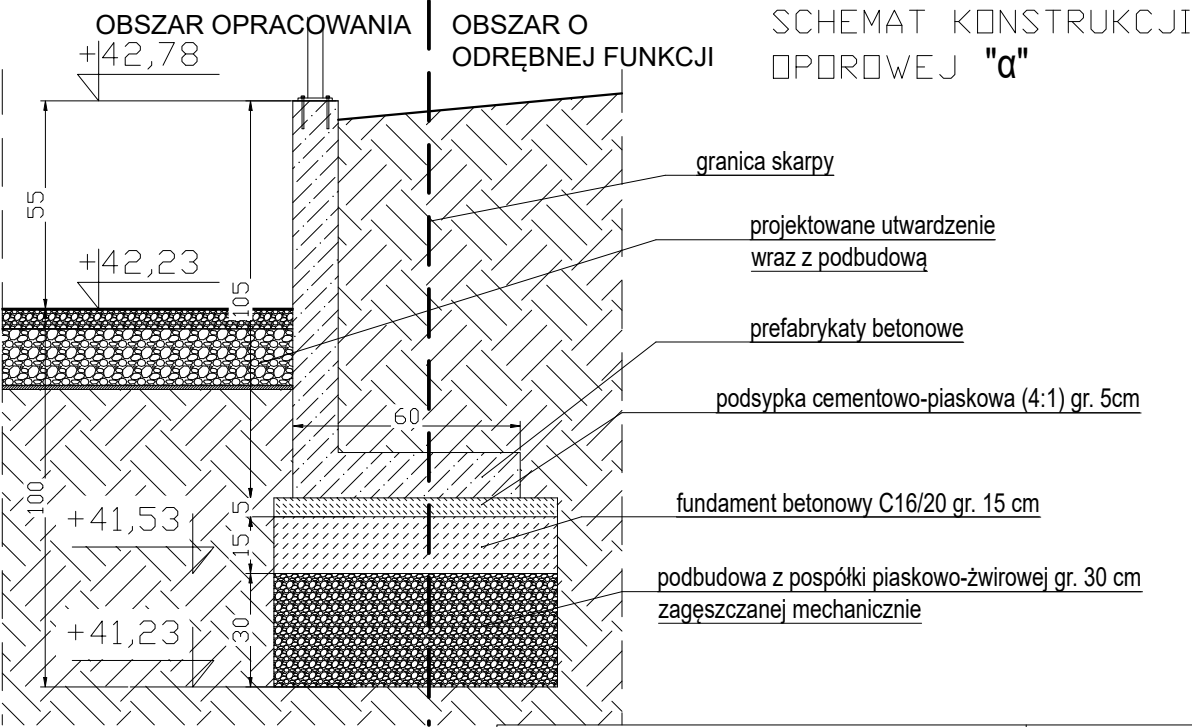 OBSZAR OPRACOWANIA
OBSZAR O
ODRĘBNEJ FUNKCJI
SCHEMAT KONSTRUKCJI
OPOROWEJ "α"
+42,78
granica skarpy
55
projektowane utwardzenie
wraz z podbudową
+42,23
105
prefabrykaty betonowe
podsypka cementowo-piaskowa (4:1) gr. 5cm
60
100
5
fundament betonowy C16/20 gr. 15 cm
+41,53
15
podbudowa z pospółki piaskowo-żwirowej gr. 30 cm
zagęszczanej mechanicznie
+41,23
30